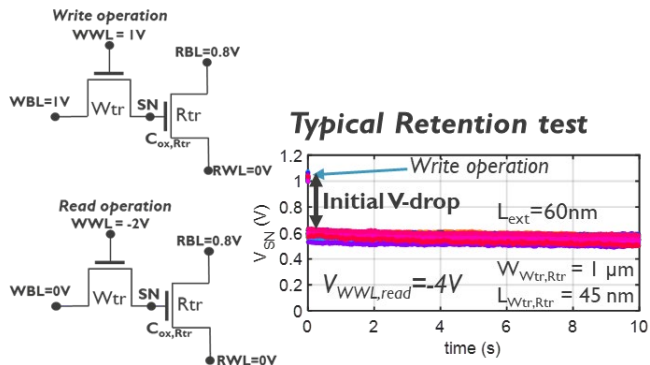 Write operation
WWL = 1V
RBL=0.8V
WBL=1V
Wtr
SN
Rtr
Cox,Rtr
RWL=0V
Read operation
WWL = -2V
RBL=0.8V
WBL=0V
Wtr
SN
Rtr
Cox,Rtr
RWL=0V
Typical Retention test
1.2
1
0.8
0.6
0.4
0.2
0
VSN (V)
Write operation
Initial V-drop
Lext=60nm
VWWL,read=-4V
WWtr,Rtr = 1 µm
LWtr,Rtr = 45 nm
0 2 4 6 8 10
time (s)